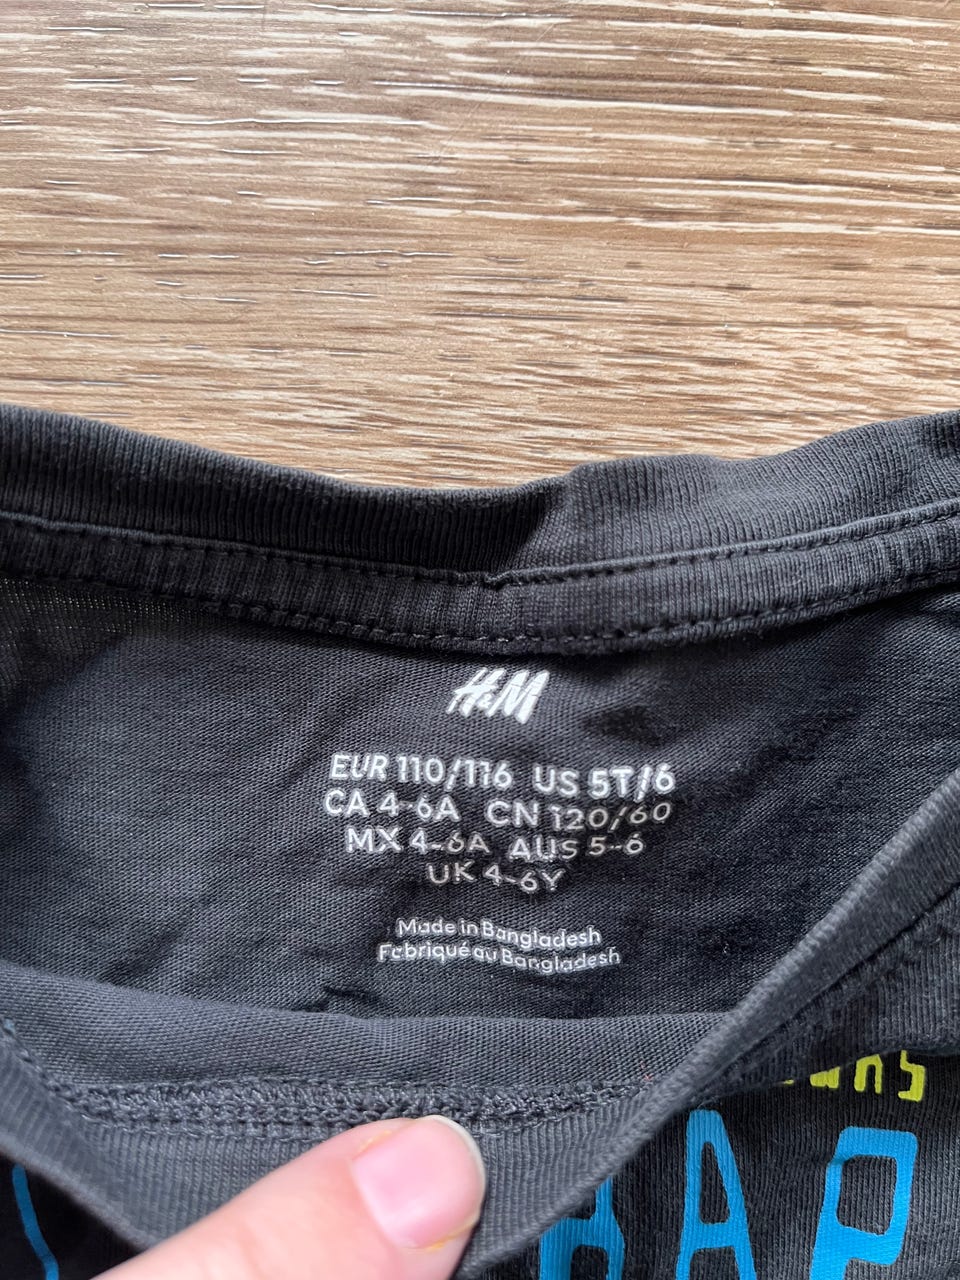 H&M
EUR 110/116 US 5T/6
CA 4-6A CN 120/60
MX 4-6A AUS 5-6
UK 4-6Y
Made in Bangladesh
Fabriqué au Bangladesh